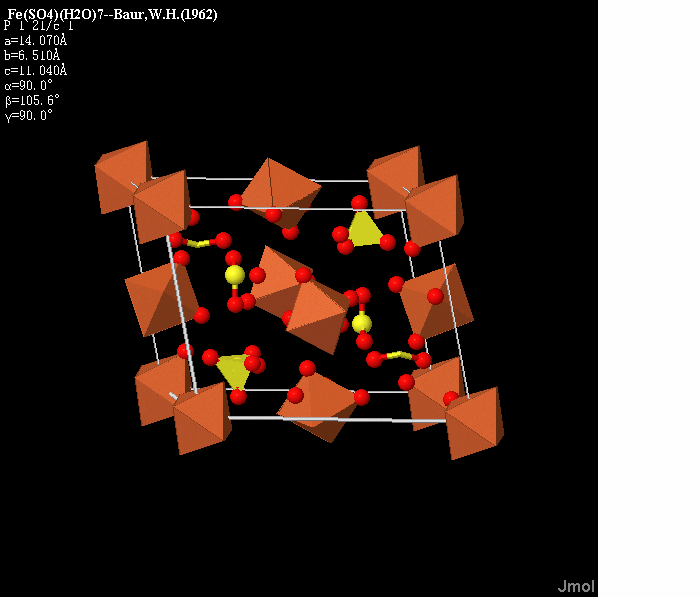 Fe(SO4)(H2O)7--Baur,W.H.(1962)
P 1 21/c 1
a=14.070Å
b=6.510Å
c=11.040Å
α=90.0°
β=105.6°
γ=90.0°
Jmol